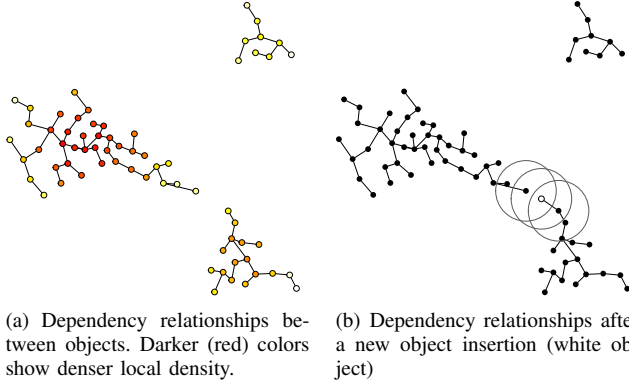 (a) Dependency relationships be-
tween objects. Darker (red) colors
show denser local density.
(b) Dependency relationships afte
a new object insertion (white ob
ject)